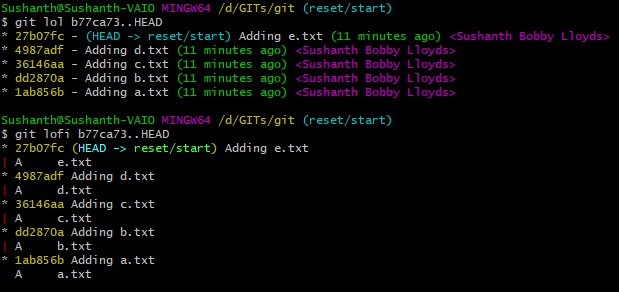 Sushanth@Sushanth-VAIO MINGW64 /d/GITs/git (reset/start)
$ git lol b77ca73..HEAD
* 27b07fc - (HEAD -> reset/start) Adding e.txt (11 minutes ago) <Sushanth Bobby Lloyds>
* 4987adf - Adding d.txt (11 minutes ago) <Sushanth Bobby Lloyds>
* 36146aa - Adding c.txt (11 minutes ago) <Sushanth Bobby Lloyds>
* dd2870a - Adding b.txt (11 minutes ago) <Sushanth Bobby Lloyds>
* 1ab856b - Adding a.txt (11 minutes ago) <Sushanth Bobby Lloyds>
Sushanth@Sushanth-VAIO MINGW64 /d/GITs/git (reset/start)
$ git lofi b77ca73..HEAD
* 27b07fc (HEAD -> reset/start) Adding e.txt
| A     e.txt
* 4987adf Adding d.txt
| A     d.txt
* 36146aa Adding c.txt
| A     c.txt
* dd2870a Adding b.txt
| A     b.txt
* 1ab856b Adding a.txt
  A     a.txt